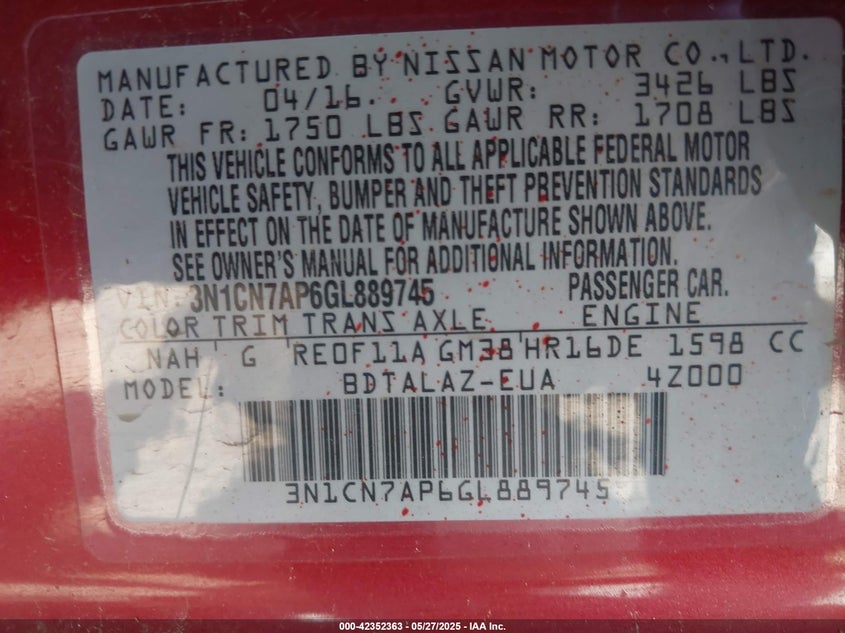 MANUFACTURED BY NISSAN MOTOR CO., LTD.
DATE: 04/16. GVWR: 3426 LBS
GAWR FR: 1750 LBS GAWR RR: 1708 LBS
THIS VEHICLE CONFORMS TO ALL APPLICABLE FEDERAL MOTOR
VEHICLE SAFETY, BUMPER AND THEFT PREVENTION STANDARDS
IN EFFECT ON THE DATE OF MANUFACTURE SHOWN ABOVE.
SEE OWNER'S MANUAL FOR ADDITIONAL INFORMATION.
VIN: 3N1CN7AP6GL889745 PASSENGER CAR.
COLOR TRIM TRANS AXLE ENGINE
NAH G RE0F11A GM38 HR16DE 1598 CC
MODEL: BDTALAZ-EUA 4Z000
3N1CN7AP6GL889745
000-42352363 - 05/27/2025 - IAA Inc.